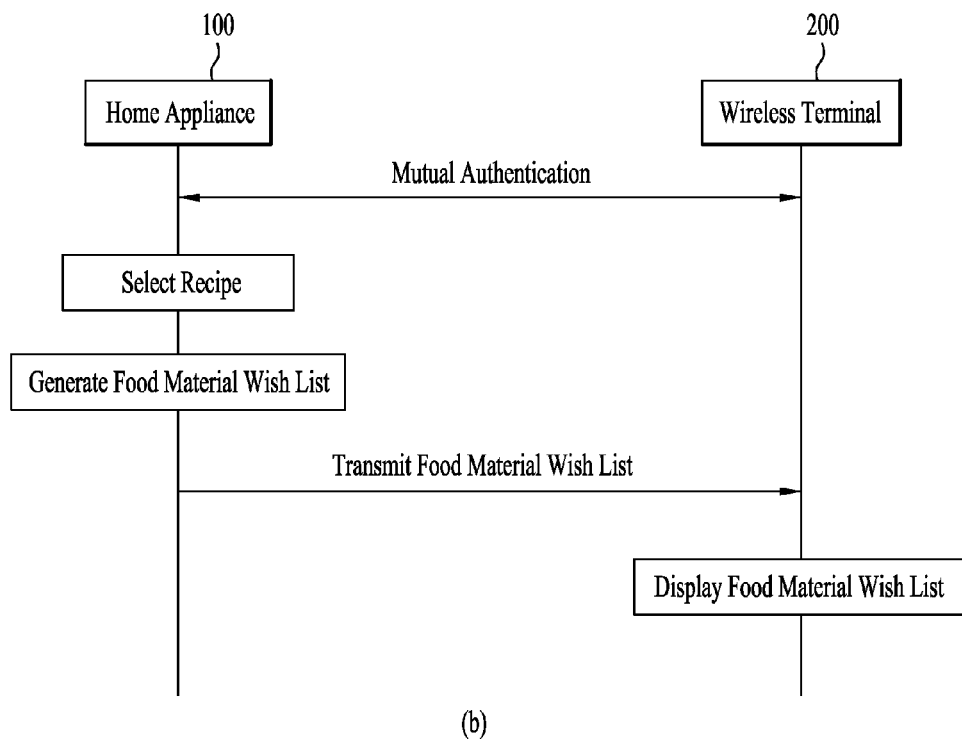 100
200
Home Appliance
Wireless Terminal
Mutual Authentication
Select Recipe
Generate Food Material Wish List
Transmit Food Material Wish List
Display Food Material Wish List
(b)